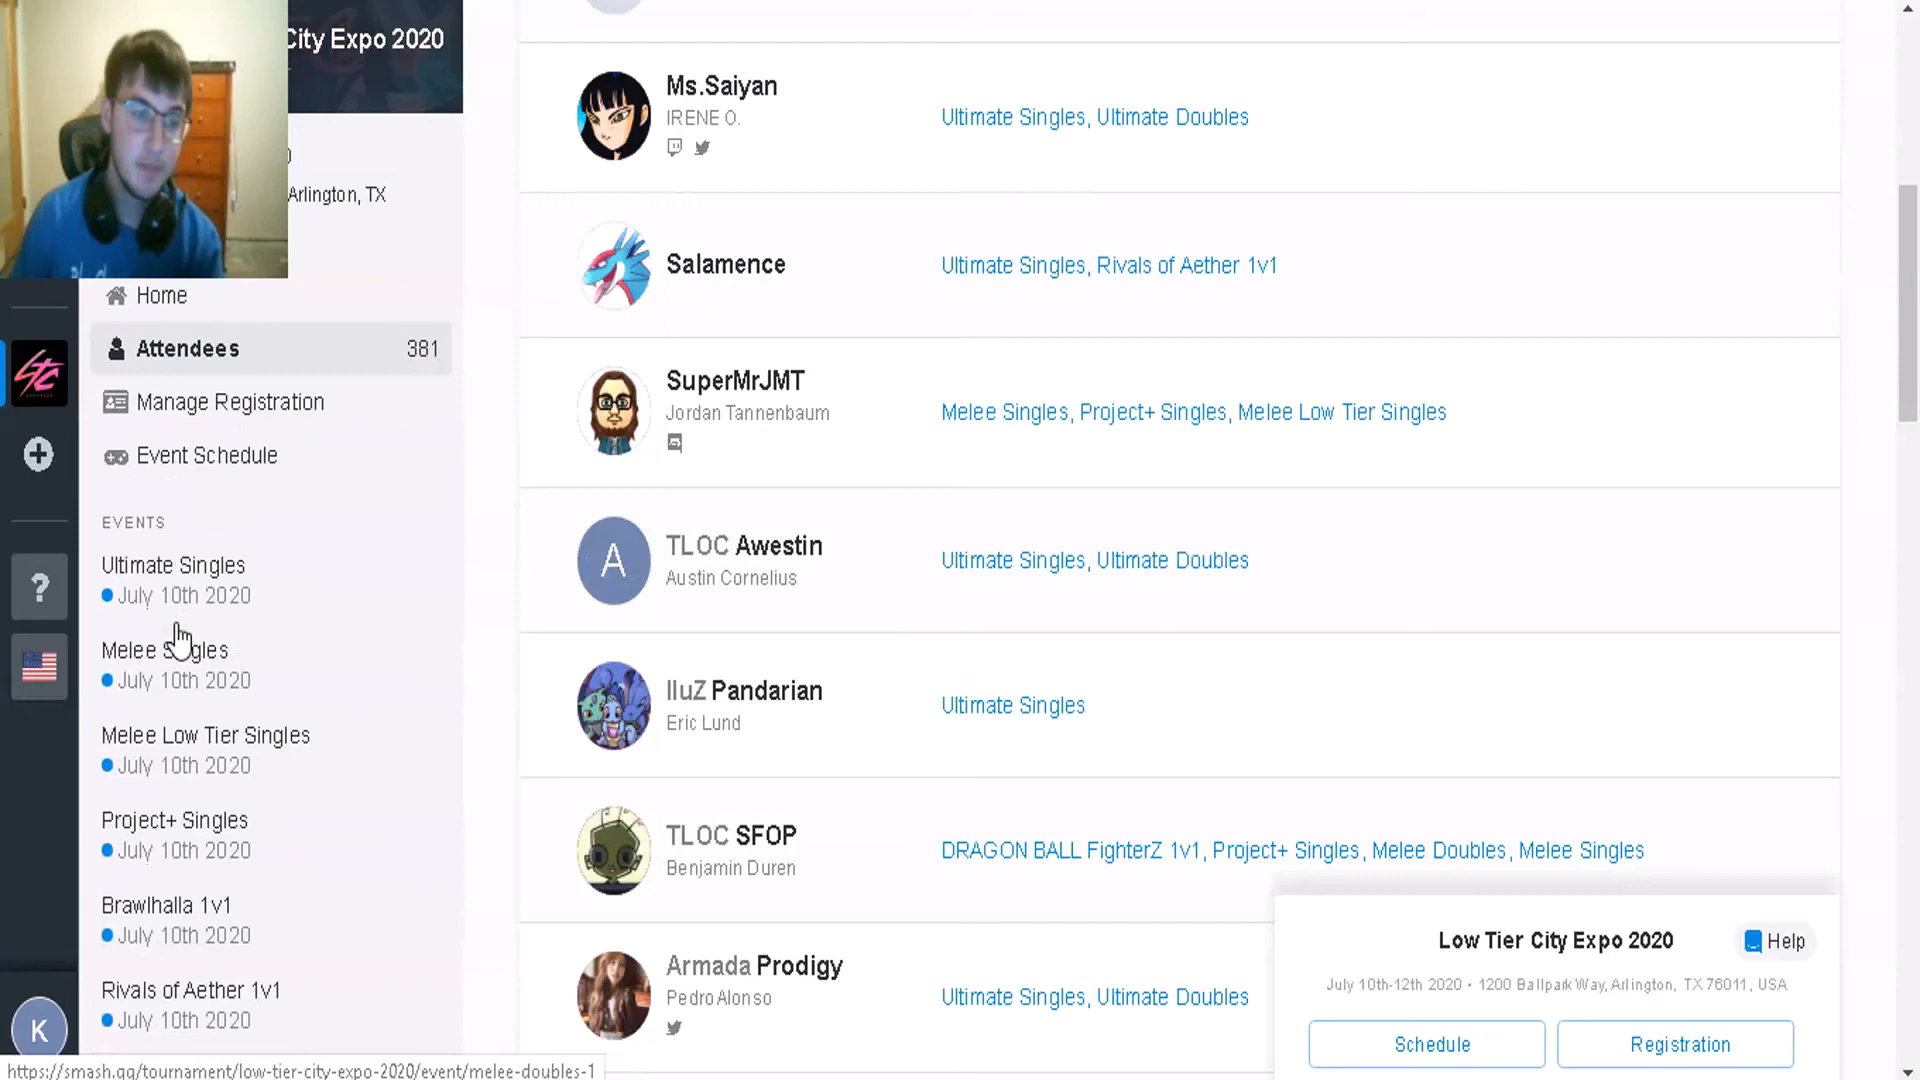 City Expo 2020
Arlington, TX
Home
Attendees 381
Manage Registration
Event Schedule
EVENTS
Ultimate Singles
July 10th 2020
Melee Singles
July 10th 2020
Melee Low Tier Singles
July 10th 2020
Project+ Singles
July 10th 2020
Brawlhalla 1v1
July 10th 2020
Rivals of Aether 1v1
July 10th 2020
?
K
Ms.Saiyan
IRENE O.
Ultimate Singles, Ultimate Doubles
Salamence
Ultimate Singles, Rivals of Aether 1v1
SuperMrJMT
Jordan Tannenbaum
Melee Singles, Project+ Singles, Melee Low Tier Singles
A
TLOC Awestin
Austin Cornelius
Ultimate Singles, Ultimate Doubles
IluZ Pandarian
Eric Lund
Ultimate Singles
TLOC SFOP
Benjamin Duren
DRAGON BALL FighterZ 1v1, Project+ Singles, Melee Doubles, Melee Singles
Armada Prodigy
Pedro Alonso
Ultimate Singles, Ultimate Doubles
Low Tier City Expo 2020
Help
July 10th-12th 2020 • 1200 Ballpark Way, Arlington, TX 76011, USA
Schedule
Registration
https://smash.gg/tournament/low-tier-city-expo-2020/event/melee-doubles-1